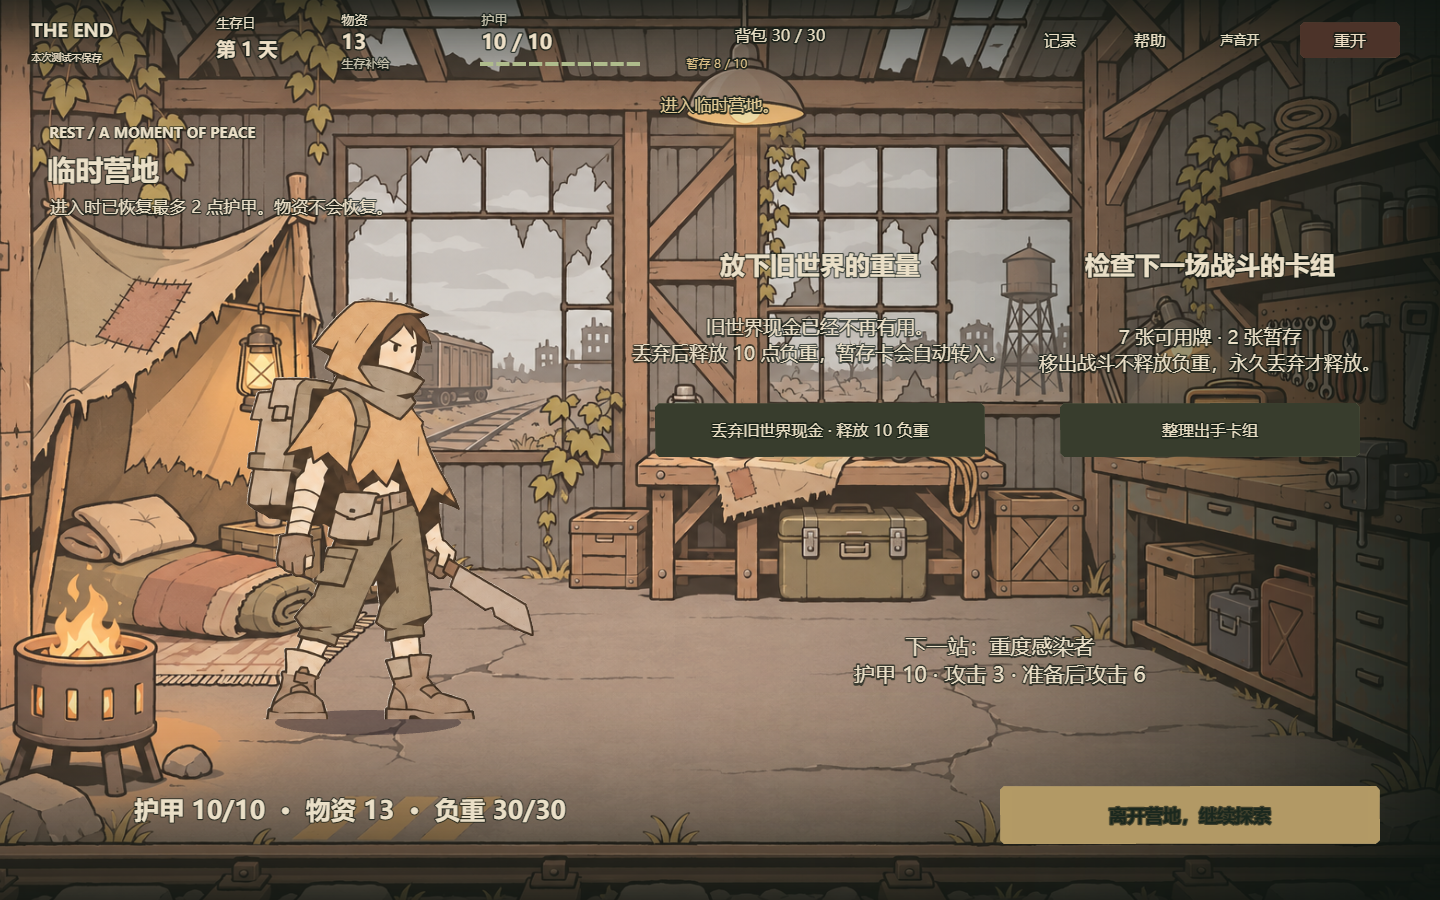 THE END
本次测试不保存
生存日
第 1 天
物资
13
生存补给
护甲
10 / 10
背包 30 / 30
暂存 8 / 10
记录
帮助
声音开
重开
进入临时营地。
REST / A MOMENT OF PEACE
临时营地
进入时已恢复最多 2 点护甲。物资不会恢复。
放下旧世界的重量
旧世界现金已经不再有用。
丢弃后释放 10 点负重，暂存卡会自动转入。
丢弃旧世界现金 · 释放 10 负重
检查下一场战斗的卡组
7 张可用牌 · 2 张暂存
移出战斗不释放负重，永久丢弃才释放。
整理出手卡组
下一站：重度感染者
护甲 10 · 攻击 3 · 准备后攻击 6
护甲 10/10 • 物资 13 • 负重 30/30
离开营地，继续探索